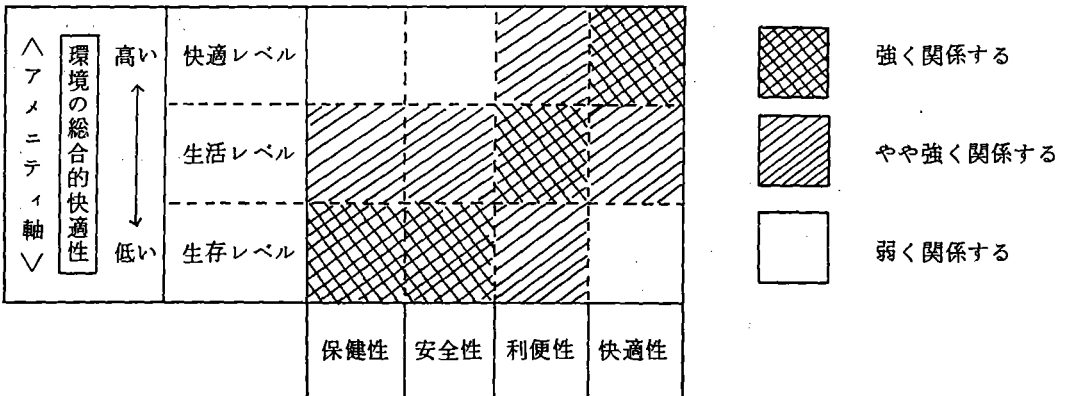 〈アメニティ軸〉
環境の総合的快適性
高い
低い
快適レベル
生活レベル
生存レベル
保健性
安全性
利便性
快適性
強く関係する
やや強く関係する
弱く関係する